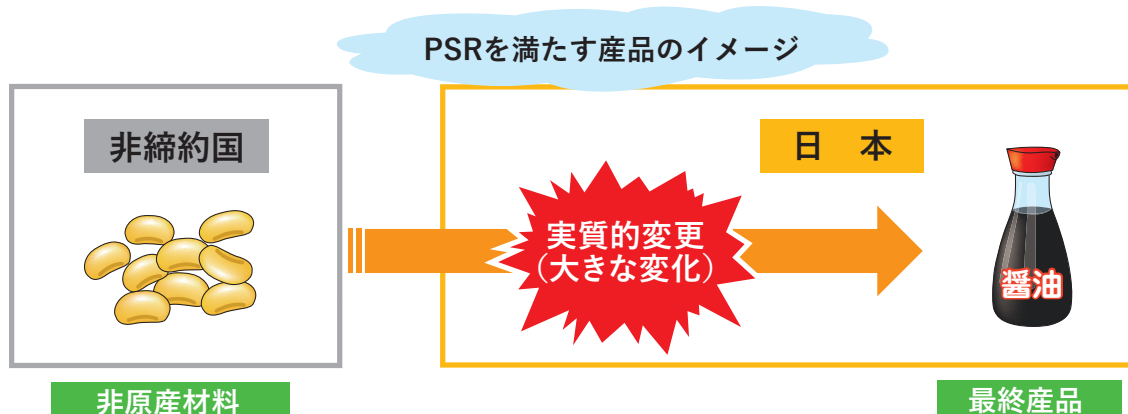 PSRを満たす産品のイメージ
非締約国
日 本
実質的変更
(大きな変化)
醤油
非原産材料
最終産品